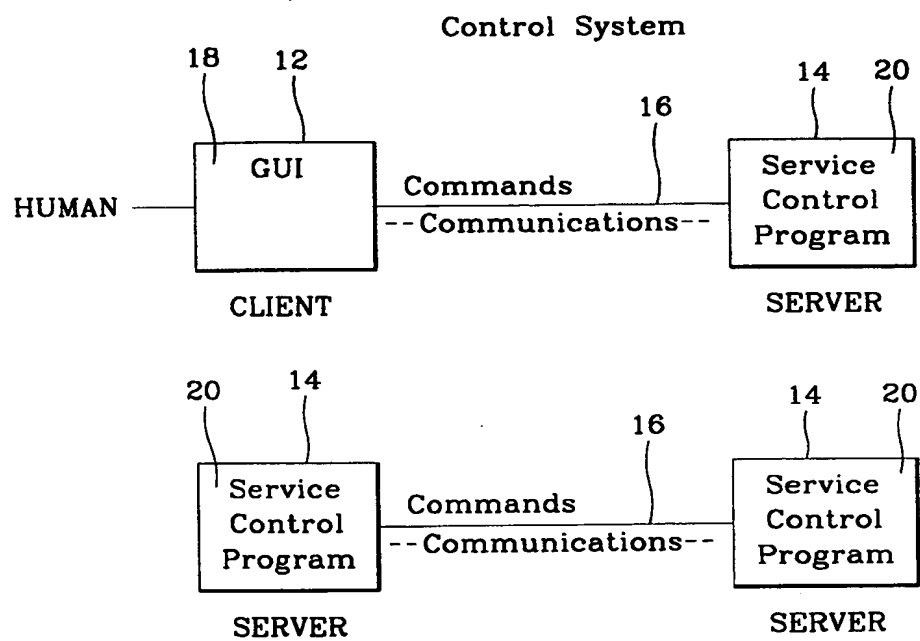 Control System
18 12 14 20
GUI
16
Service
Control
Program
HUMAN
Commands
--Communications--
CLIENT
SERVER
20 14 16 14 20
Service
Control
Program
Commands
--Communications--
Service
Control
Program
SERVER
SERVER